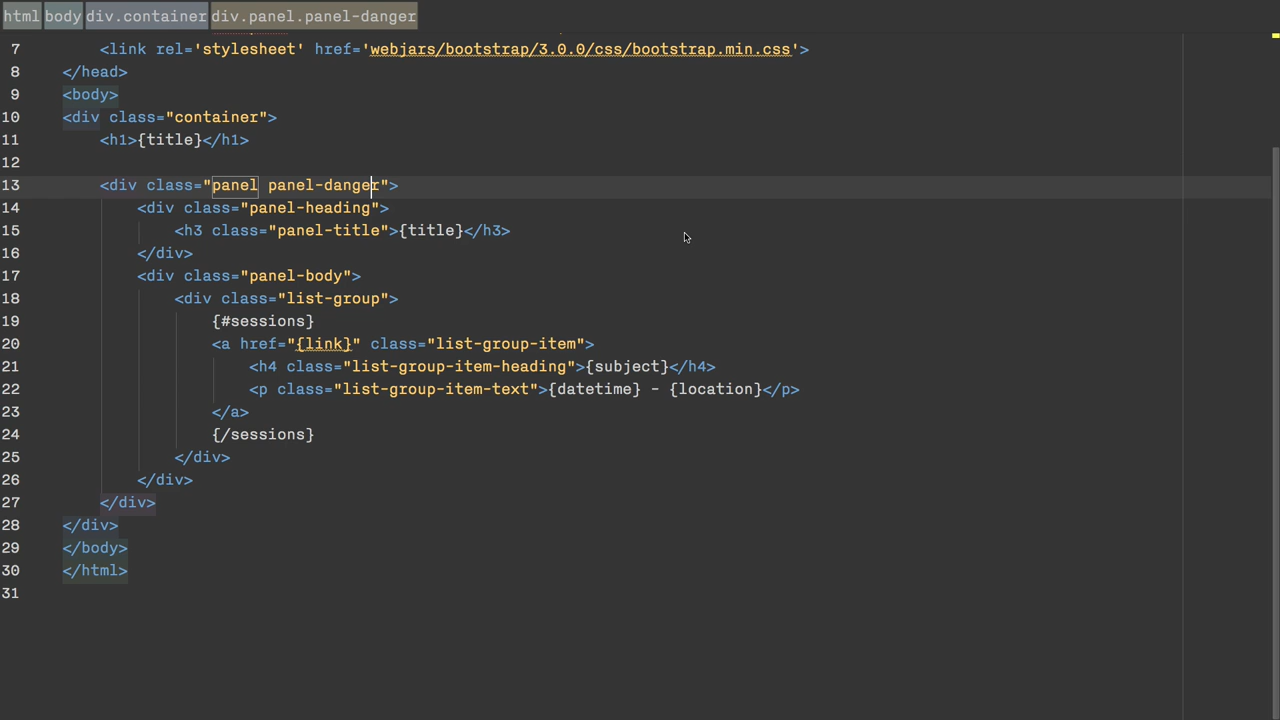 html body div.container div.panel.panel-danger
7 <link rel='stylesheet' href='webjars/bootstrap/3.0.0/css/bootstrap.min.css'>
8 </head>
9 <body>
10 <div class="container">
11 <h1>{title}</h1>
12
13 <div class="panel panel-danger">
14 <div class="panel-heading">
15 <h3 class="panel-title">{title}</h3>
16 </div>
17 <div class="panel-body">
18 <div class="list-group">
19 {#sessions}
20 <a href="{link}" class="list-group-item">
21 <h4 class="list-group-item-heading">{subject}</h4>
22 <p class="list-group-item-text">{datetime} - {location}</p>
23 </a>
24 {/sessions}
25 </div>
26 </div>
27 </div>
28 </div>
29 </body>
30 </html>
31